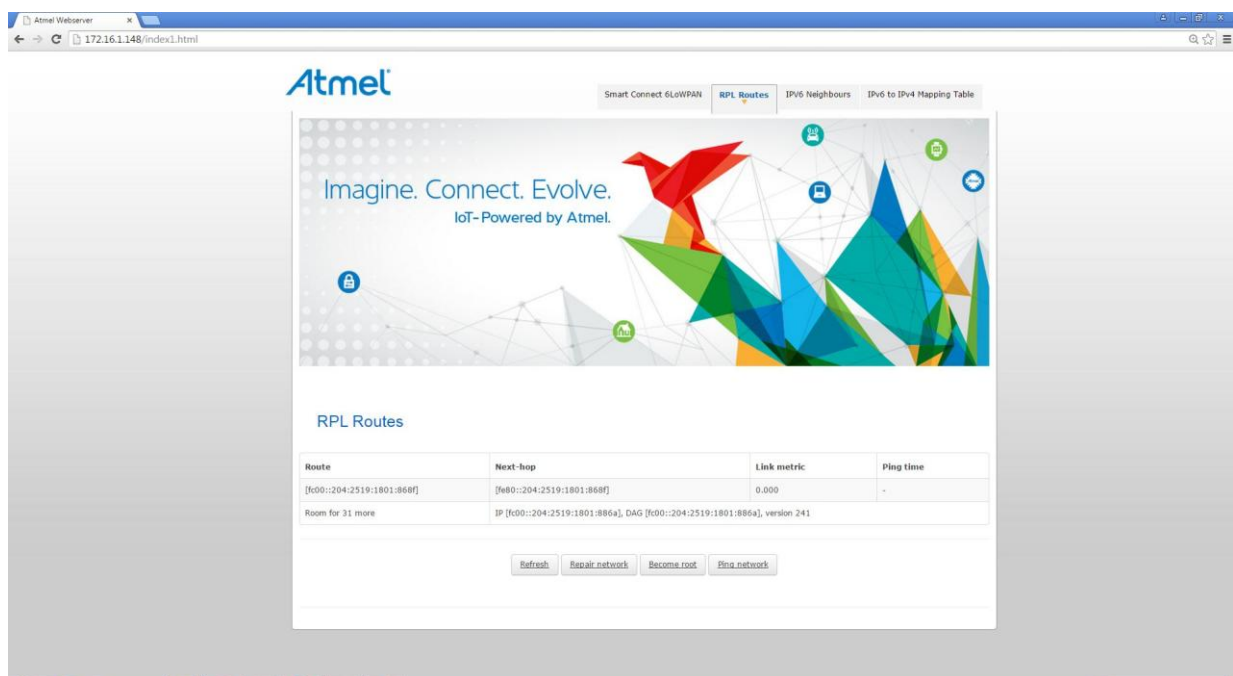 Atmel Webserver
172.16.1.148/index1.html
Atmel
Smart Connect 6LoWPAN RPL Routes IPV6 Neighbours IPv6 to IPv4 Mapping Table
Imagine. Connect. Evolve.
IoT-Powered by Atmel.
RPL Routes
Route Next-hop Link metric Ping time
[fc00::204:2519:1801:868f] [fe80::204:2519:1801:868f] 0.000 -
Room for 31 more IP [fc00::204:2519:1801:886a], DAG [fc00::204:2519:1801:886a], version 241
Refresh Repair network Become root Ping network